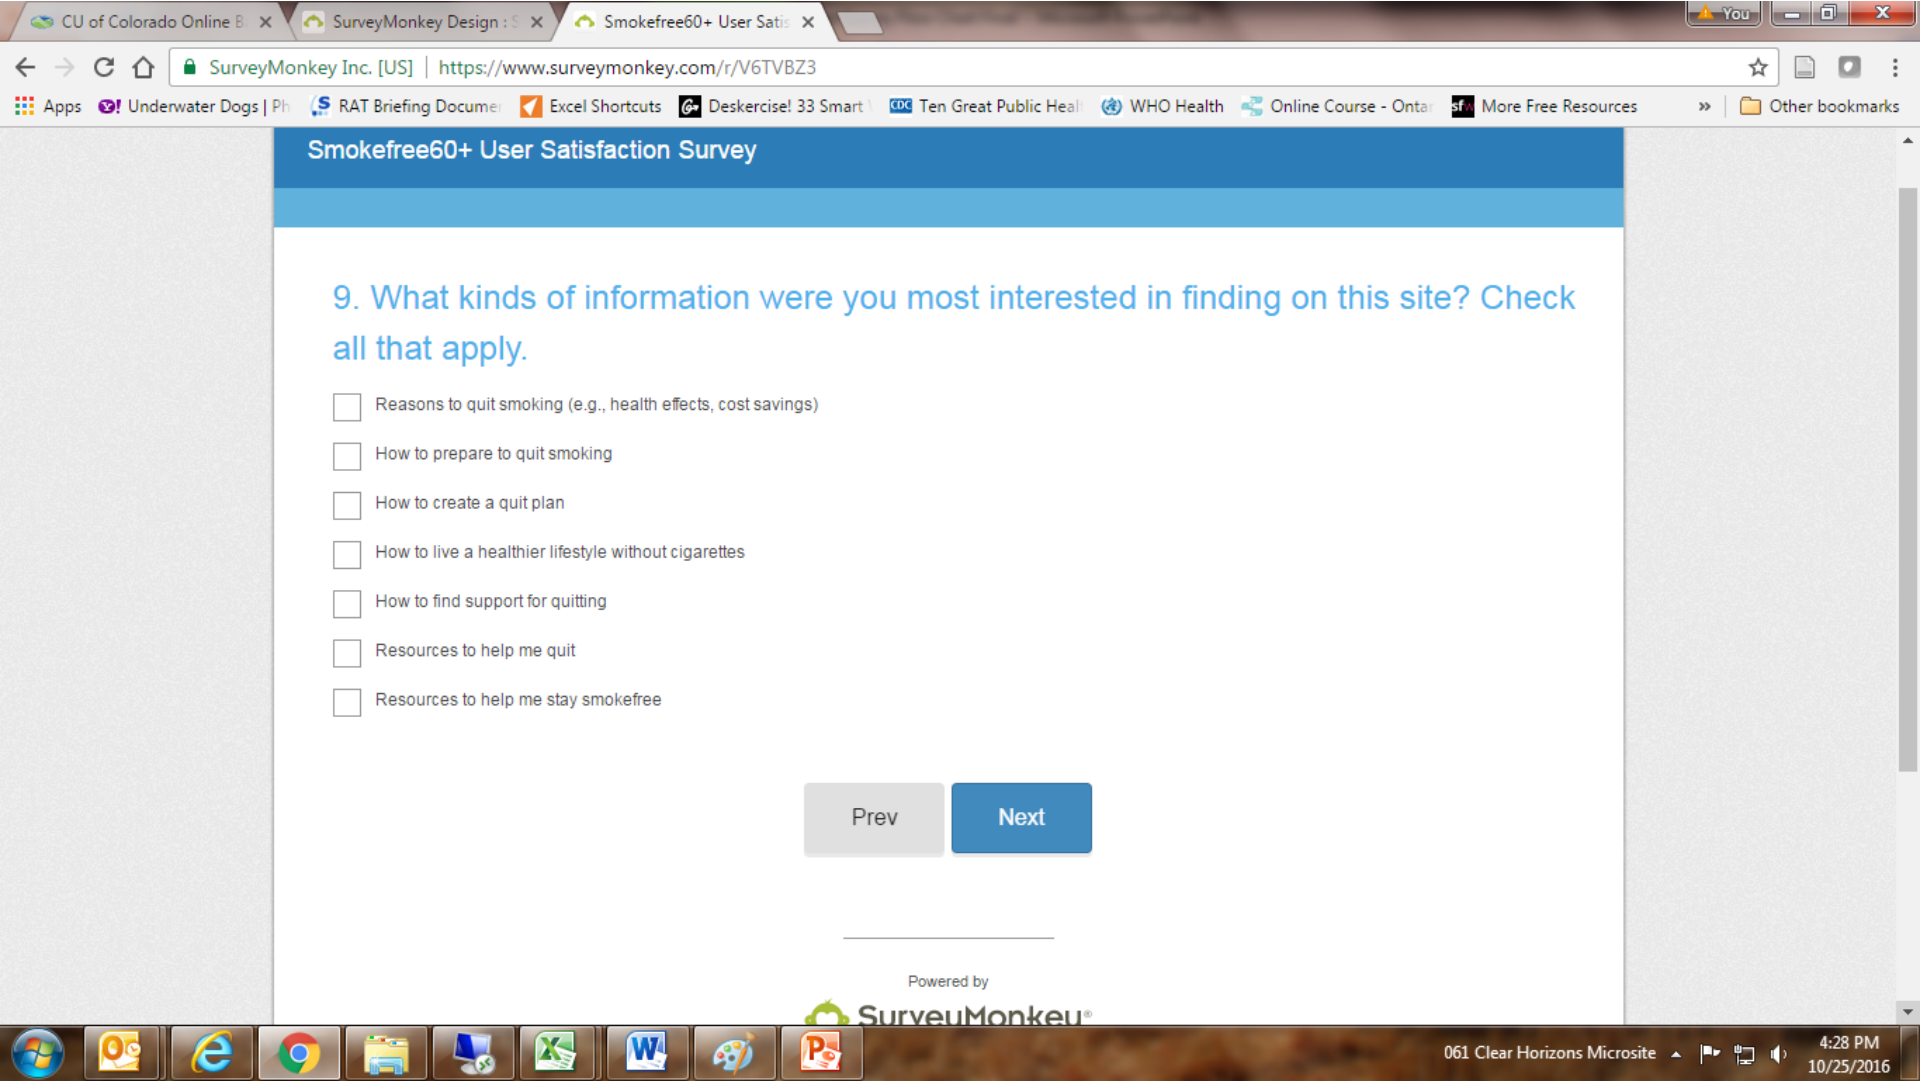 CU of Colorado Online B
SurveyMonkey Design : S
Smokefree60+ User Satis
You
SurveyMonkey Inc. [US] | https://www.surveymonkey.com/r/V6TVBZ3
Apps Underwater Dogs | Ph RAT Briefing Documen Excel Shortcuts Deskercise! 33 Smart Ten Great Public Heal WHO Health Online Course - Onta More Free Resources » Other bookmarks
Smokefree60+ User Satisfaction Survey
9. What kinds of information were you most interested in finding on this site? Check
all that apply.
Reasons to quit smoking (e.g., health effects, cost savings)
How to prepare to quit smoking
How to create a quit plan
How to live a healthier lifestyle without cigarettes
How to find support for quitting
Resources to help me quit
Resources to help me stay smokefree
Prev
Next
Powered by
SurveyMonkey®
061 Clear Horizons Microsite
4:28 PM
10/25/2016